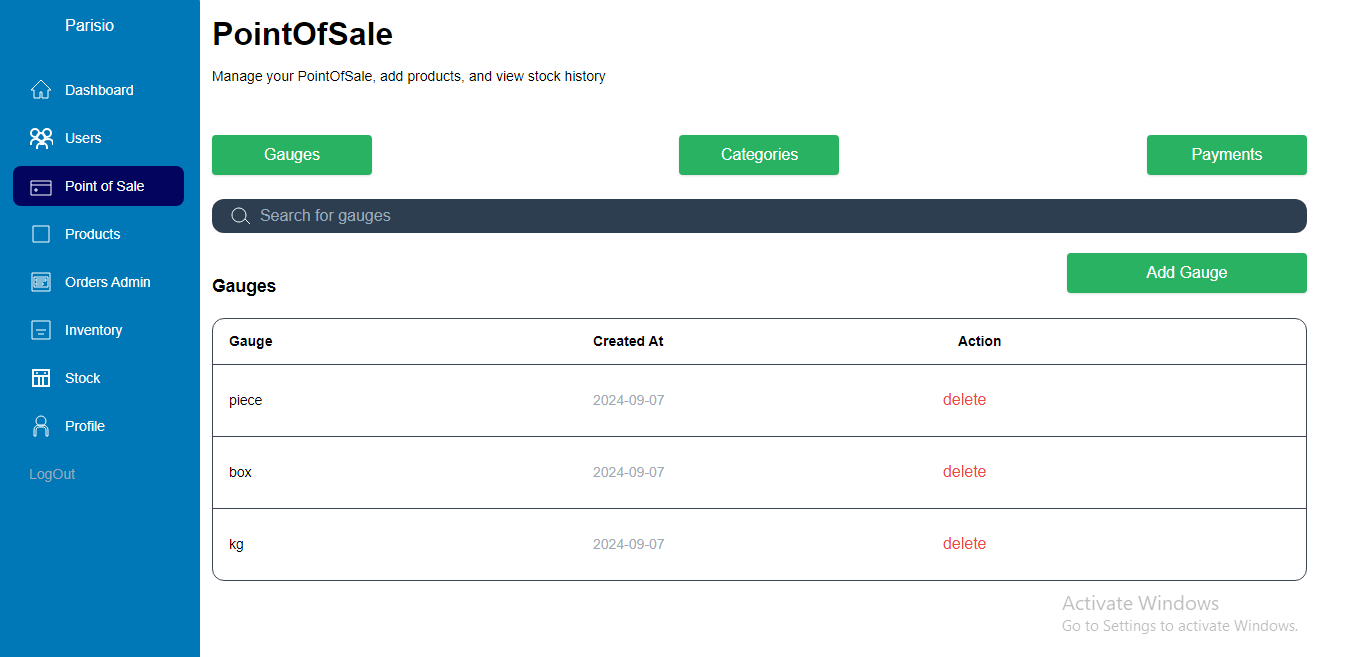 Parisio
Dashboard
Users
Point of Sale
Products
Orders Admin
Inventory
Stock
Profile
LogOut
PointOfSale
Manage your PointOfSale, add products, and view stock history
Gauges Categories Payments
Search for gauges
Add Gauge
Gauges
Gauge Created At Action
piece 2024-09-07 delete
box 2024-09-07 delete
kg 2024-09-07 delete
Activate Windows
Go to Settings to activate Windows.